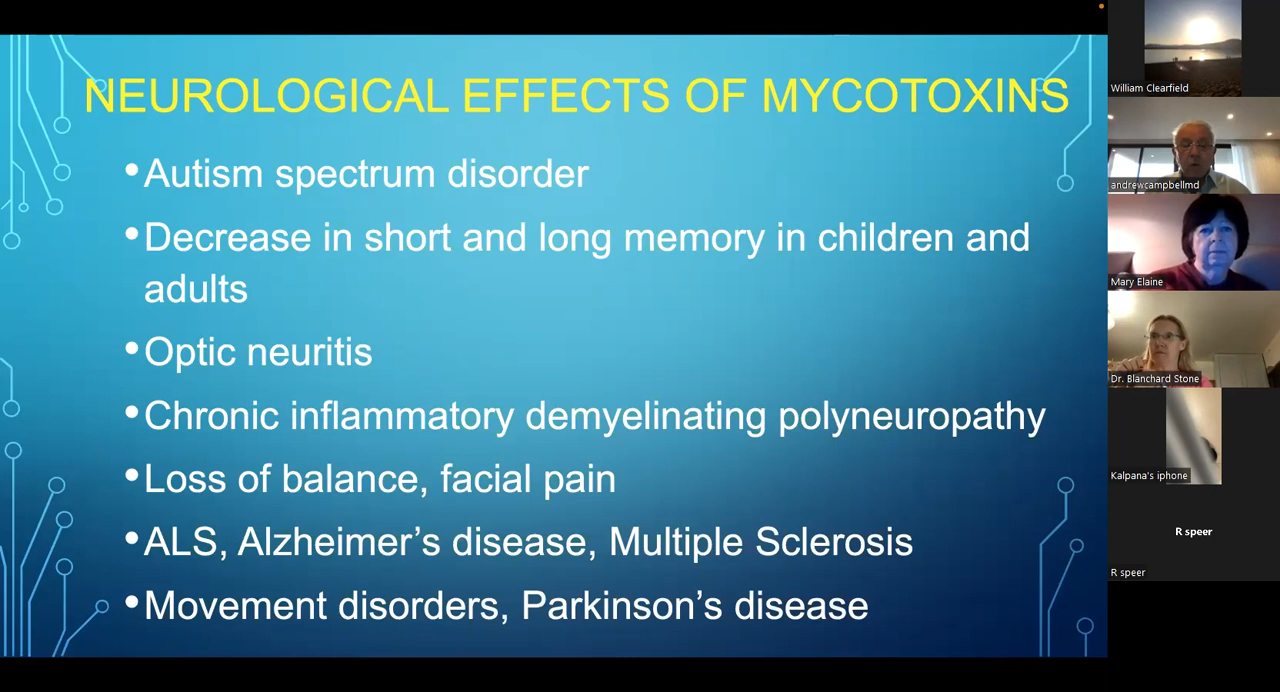 NEUROLOGICAL EFFECTS OF MYCOTOXINS
•Autism spectrum disorder
•Decrease in short and long memory in children and
adults
•Optic neuritis
•Chronic inflammatory demyelinating polyneuropathy
•Loss of balance, facial pain
•ALS, Alzheimer’s disease, Multiple Sclerosis
•Movement disorders, Parkinson’s disease
William Clearfield
andrewcampbellmd
Mary Elaine
Dr. Blanchard Stone
Kalpana's iphone
R speer
R speer